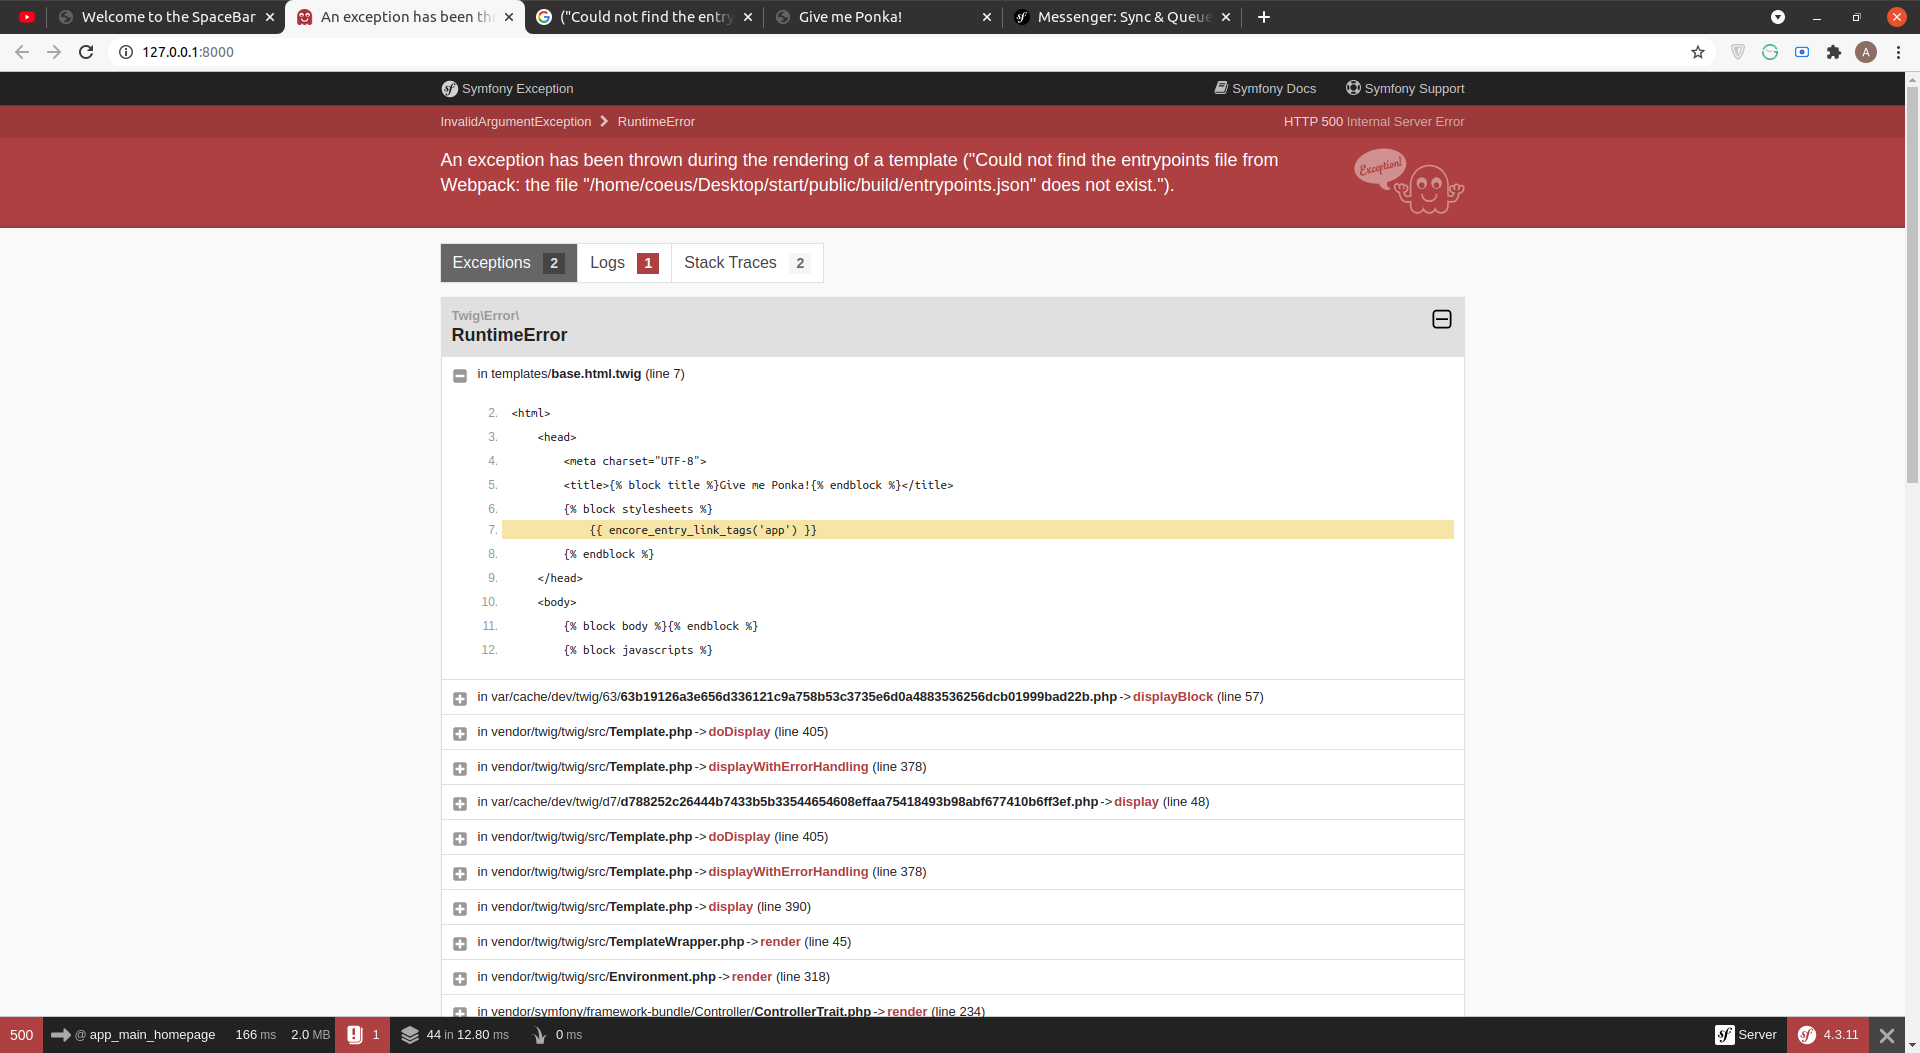 Welcome to the SpaceBar
An exception has been thr
("Could not find the entry
Give me Ponka!
Messenger: Sync & Queue
127.0.0.1:8000
A
Symfony Exception
Symfony Docs
Symfony Support
InvalidArgumentException
RuntimeError
HTTP 500 Internal Server Error
An exception has been thrown during the rendering of a template ("Could not find the entrypoints file from
Webpack: the file "/home/coeus/Desktop/start/public/build/entrypoints.json" does not exist.").
Exception!
Exceptions 2
Logs 1
Stack Traces 2
Twig\Error\
RuntimeError
in templates/base.html.twig (line 7)
2. <html>
3. <head>
4. <meta charset="UTF-8">
5. <title>{% block title %}Give me Ponka!{% endblock %}</title>
6. {% block stylesheets %}
7. {{ encore_entry_link_tags('app') }}
8. {% endblock %}
9. </head>
10. <body>
11. {% block body %}{% endblock %}
12. {% block javascripts %}
in var/cache/dev/twig/63/63b19126a3e656d336121c9a758b53c3735e6d0a4883536256dcb01999bad22b.php->displayBlock (line 57)
in vendor/twig/twig/src/Template.php->doDisplay (line 405)
in vendor/twig/twig/src/Template.php->displayWithErrorHandling (line 378)
in var/cache/dev/twig/d7/d788252c26444b7433b5b33544654608effaa75418493b98abf677410b6ff3ef.php->display (line 48)
in vendor/twig/twig/src/Template.php->doDisplay (line 405)
in vendor/twig/twig/src/Template.php->displayWithErrorHandling (line 378)
in vendor/twig/twig/src/Template.php->display (line 390)
in vendor/twig/twig/src/TemplateWrapper.php->render (line 45)
in vendor/twig/twig/src/Environment.php->render (line 318)
in vendor/symfony/framework-bundle/Controller/ControllerTrait.php->render (line 234)
500
@ app_main_homepage
166 ms
2.0 MB
1
44 in 12.80 ms
0 ms
Server
4.3.11